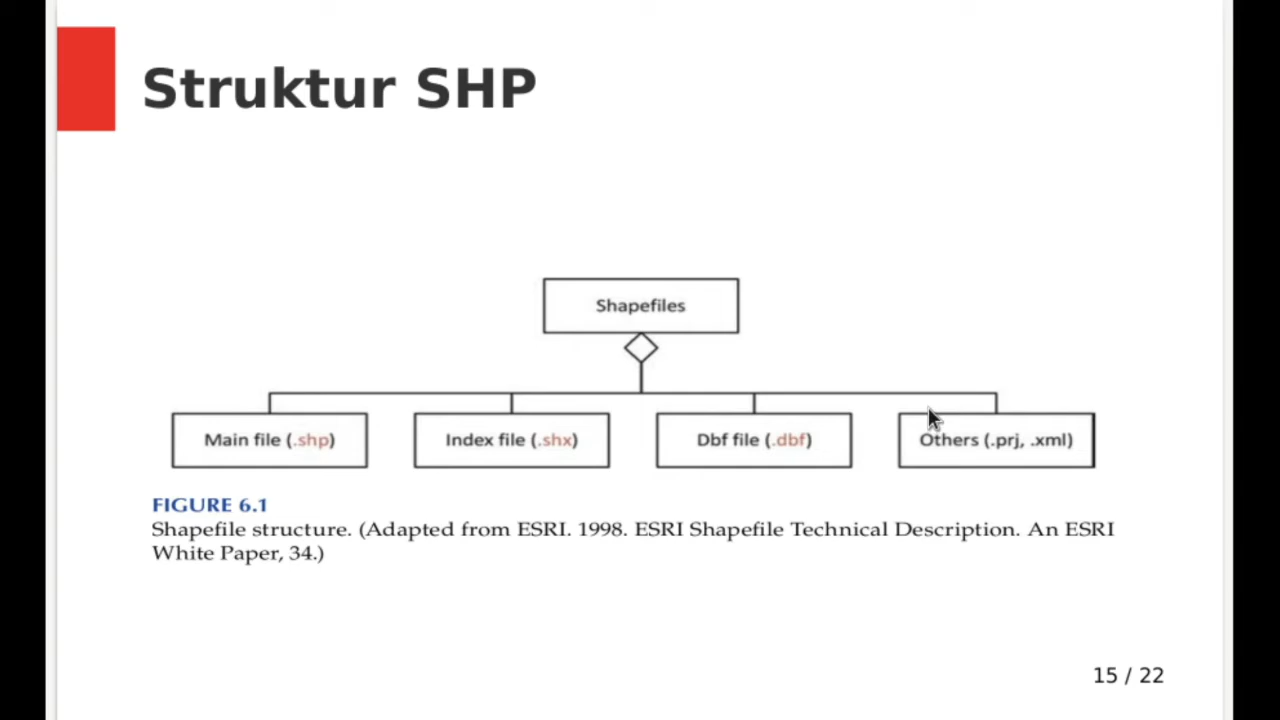 Struktur SHP
Shapefiles
Main file (.shp)
Index file (.shx)
Dbf file (.dbf)
Others (.prj, .xml)
FIGURE 6.1
Shapefile structure. (Adapted from ESRI. 1998. ESRI Shapefile Technical Description. An ESRI
White Paper, 34.)
15 / 22